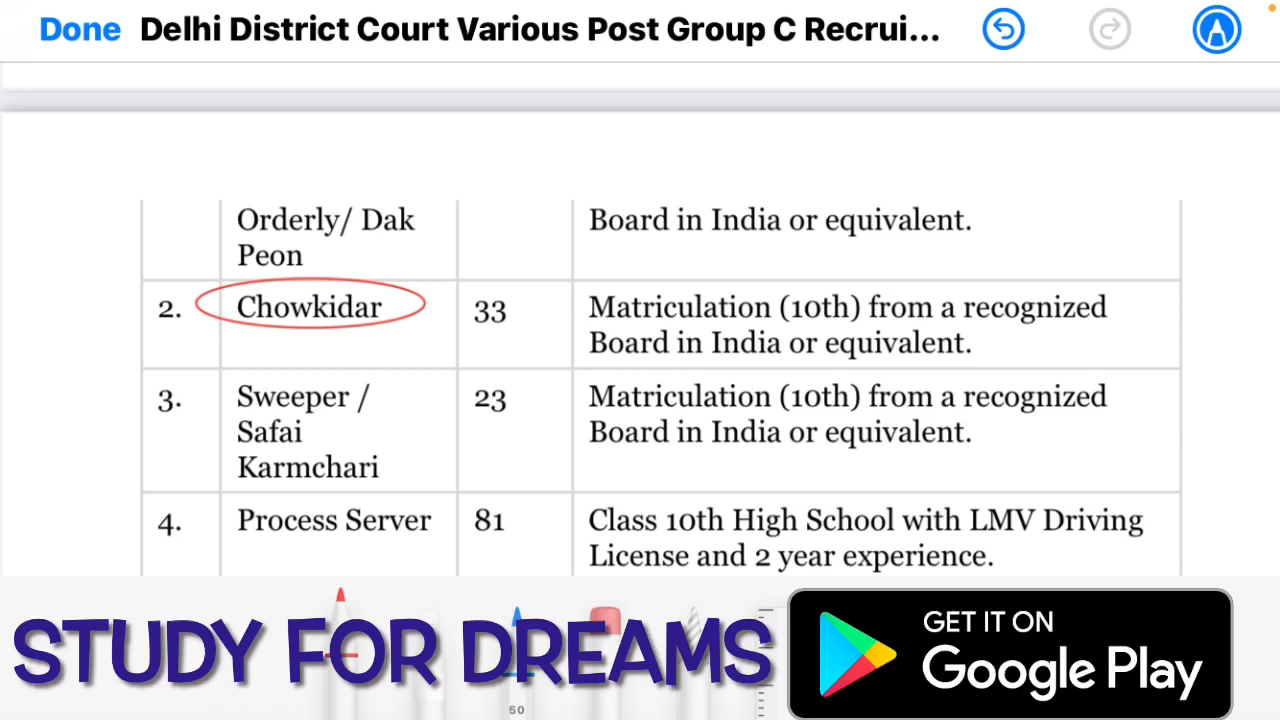 Done Delhi District Court Various Post Group C Recrui...
Orderly/ Dak
Peon
Board in India or equivalent.
2. Chowkidar 33 Matriculation (10th) from a recognized
Board in India or equivalent.
3. Sweeper / 23 Matriculation (10th) from a recognized
Safai Board in India or equivalent.
Karmchari
4. Process Server 81 Class 10th High School with LMV Driving
License and 2 year experience.
STUDY FOR DREAMS
GET IT ON
Google Play
50